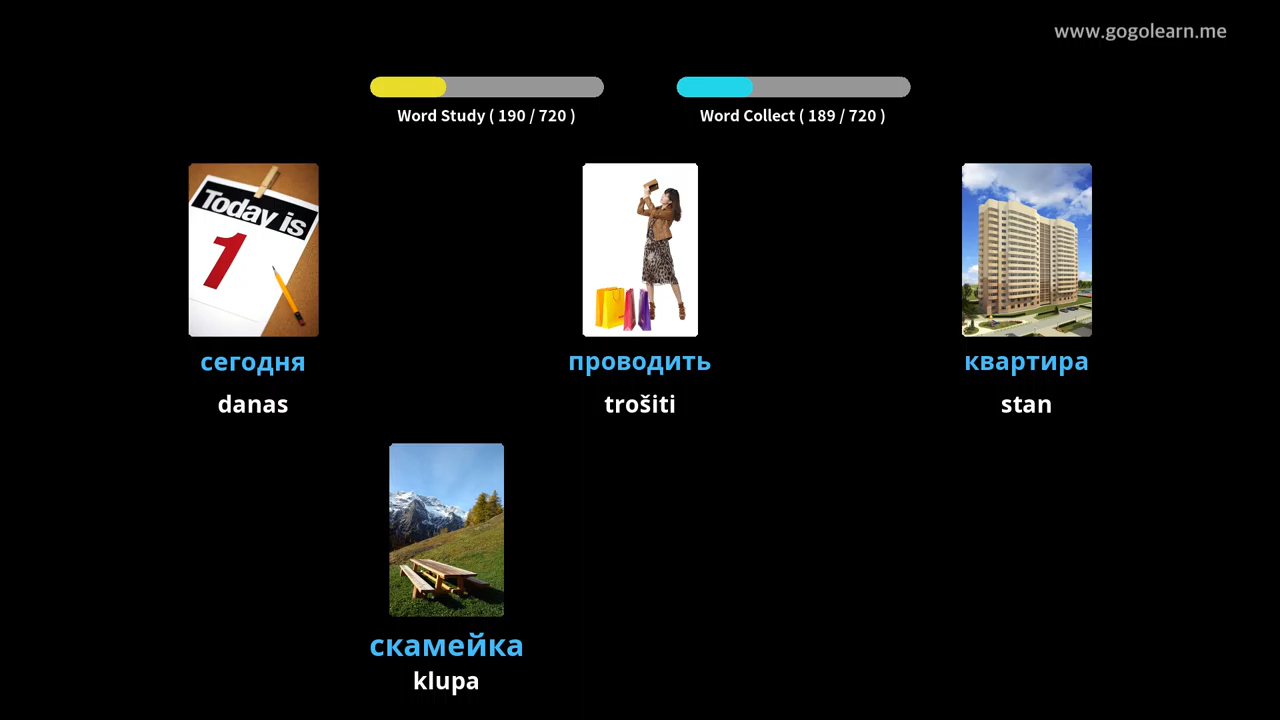 www.gogolearn.me
Word Study ( 190 / 720 )
Word Collect ( 189 / 720 )
Today is
1
сегодня
danas
проводить
trošiti
квартира
stan
скамейка
klupa